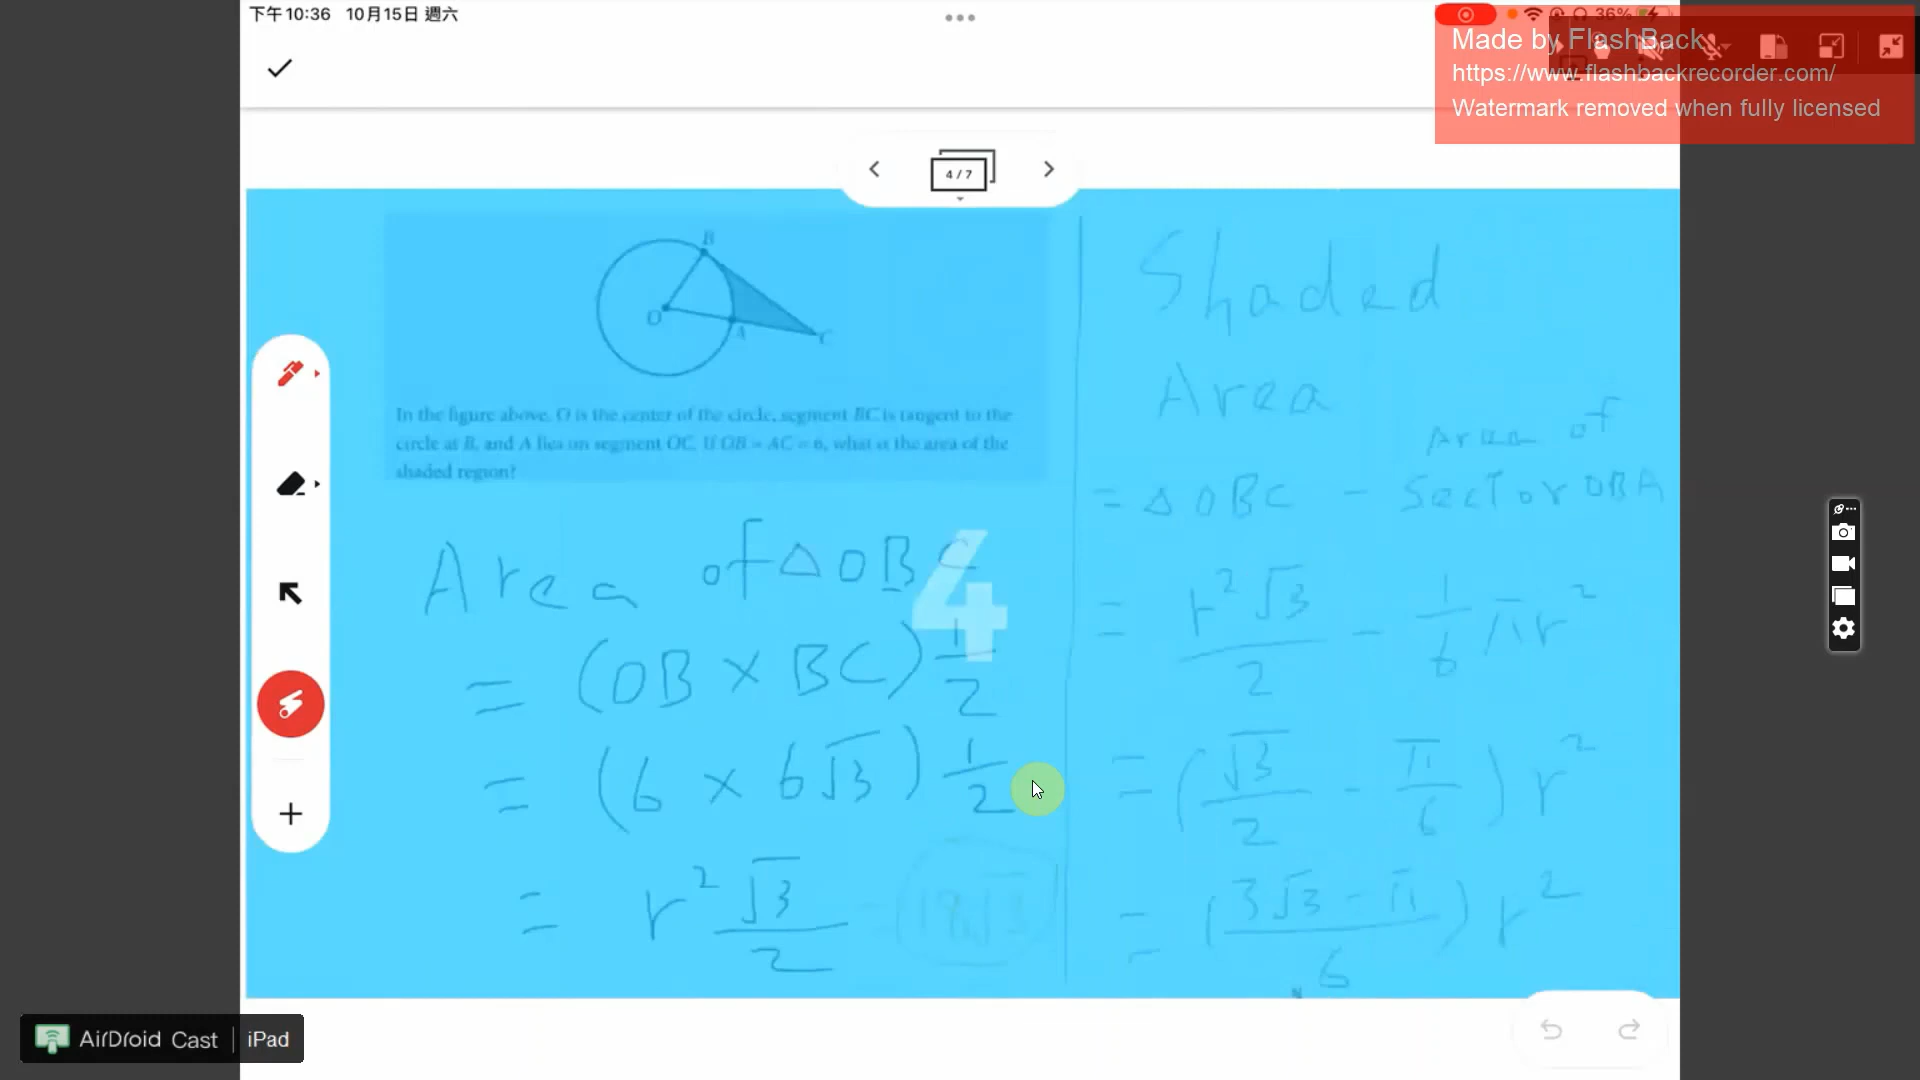 下午10:36 10月15日 週六
36%
Made by FlashBack
https://www.flashbackrecorder.com/
Watermark removed when fully licensed
4 / 7
B
O
A
C
In the figure above, O is the center of the circle, segment BC is tangent to the
circle at B, and A lies on segment OC. If OB = AC = 6, what is the area of the
shaded region?
Area of △OBC
= (OB × BC) 1/2
= (6 × 6√3) 1/2
= r² √3/2 = 18√3
4
Shaded
Area
= △OBC - Area of Sector OBA
= r²√3/2 - 1/6 πr²
= (√3/2 - π/6) r²
= (3√3 - π/6) r²
AirDroid Cast | iPad